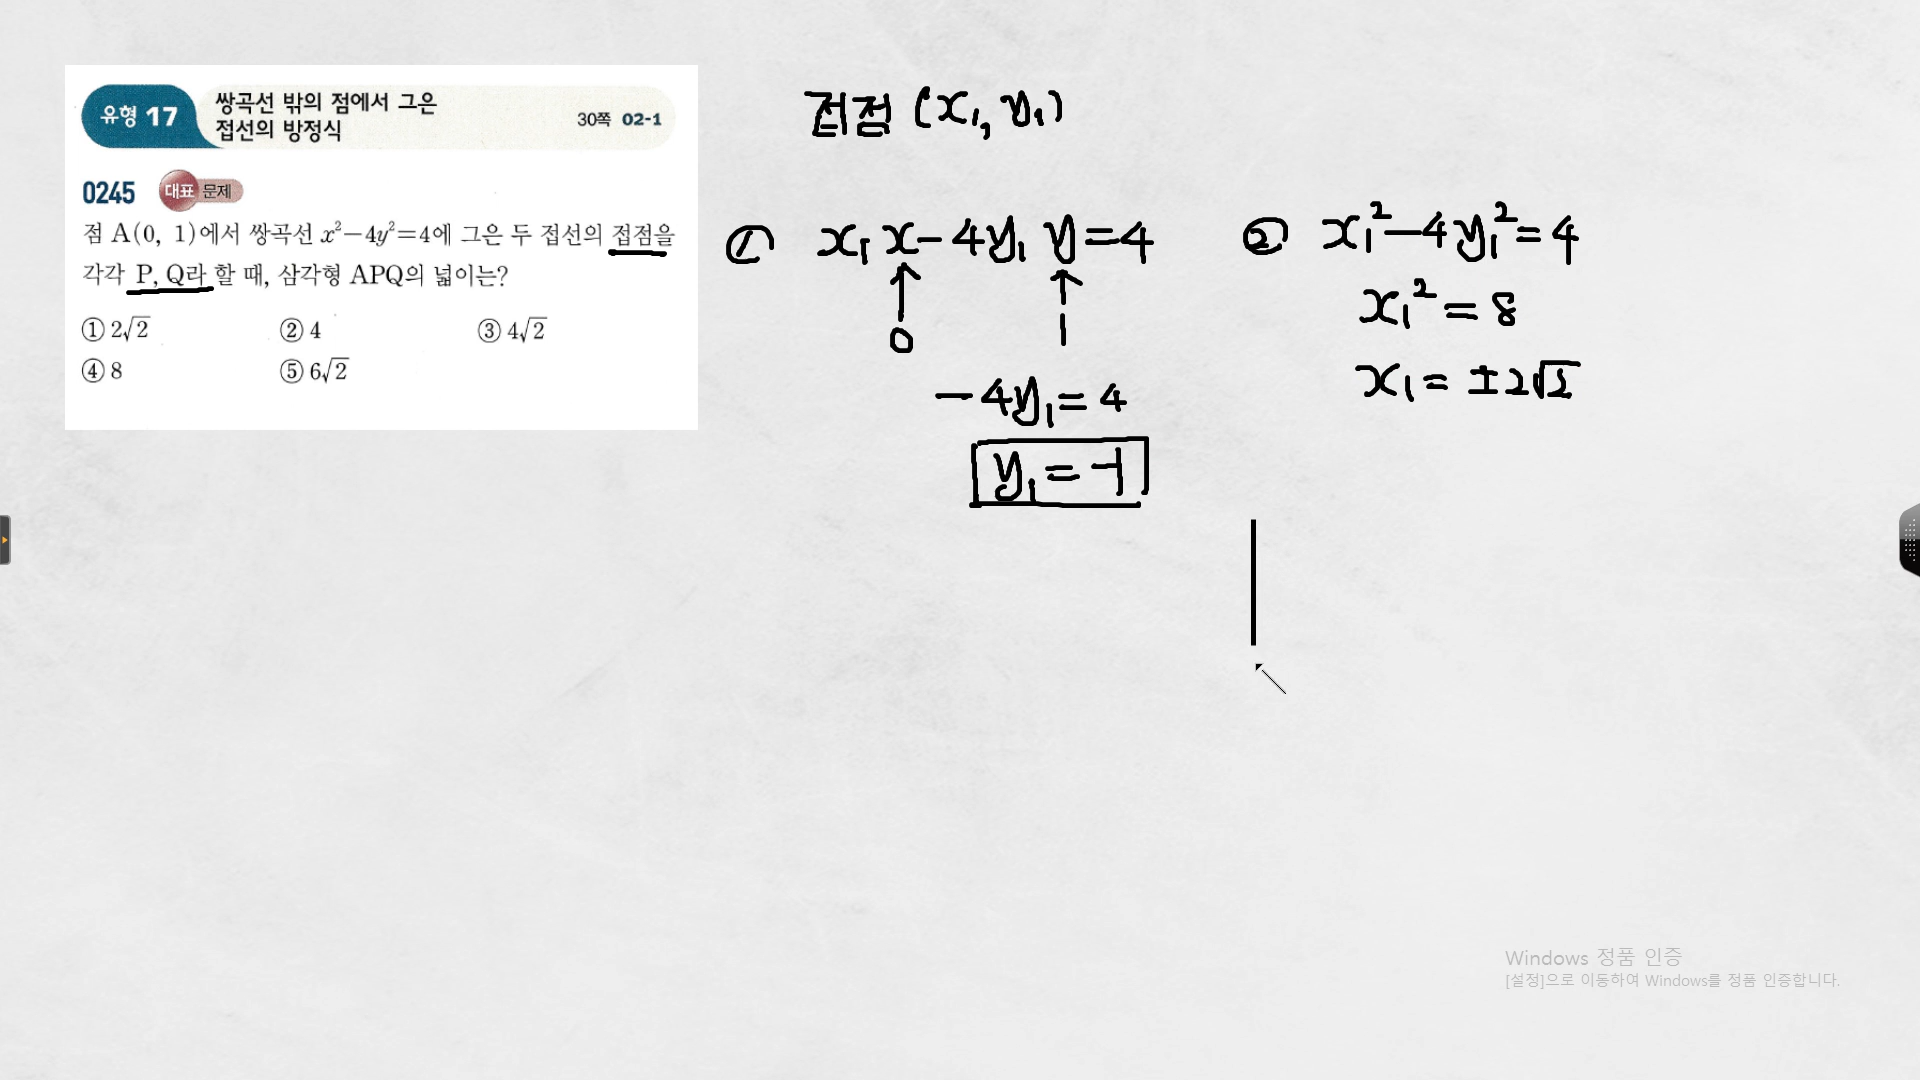 유형 17
쌍곡선 밖의 점에서 그은
접선의 방정식
30쪽 02-1
0245 대표 문제
점 A(0, 1)에서 쌍곡선 x²−4y²=4에 그은 두 접선의 접점을
각각 P, Q라 할 때, 삼각형 APQ의 넓이는?
① 2√2 ② 4 ③ 4√2
④ 8 ⑤ 6√2
접점 (x₁, y₁)
① x₁x−4y₁y=4
0 1
−4y₁=4
y₁=−1
② x₁²−4y₁²=4
x₁²=8
x₁=±2√2
Windows 정품 인증
[설정]으로 이동하여 Windows를 정품 인증합니다.